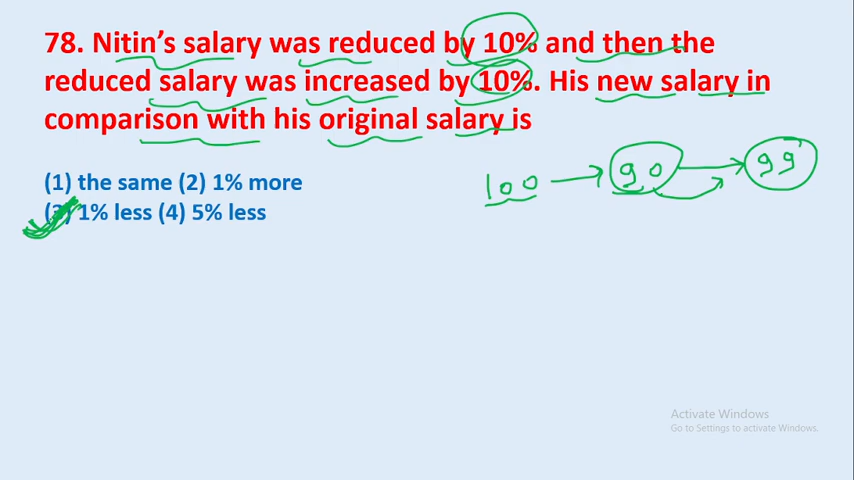 78. Nitin's salary was reduced by 10% and then the
reduced salary was increased by 10%. His new salary in
comparison with his original salary is
100 → 90 → 99
(1) the same (2) 1% more
(3) 1% less (4) 5% less
Activate Windows
Go to Settings to activate Windows.